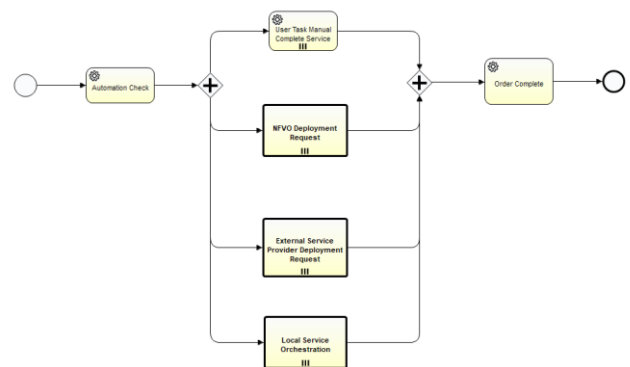 Automation Check
User Task Manual
Complete Service
NFVO Deployment
Request
External Service
Provider Deployment
Request
Local Service
Orchestration
Order Complete